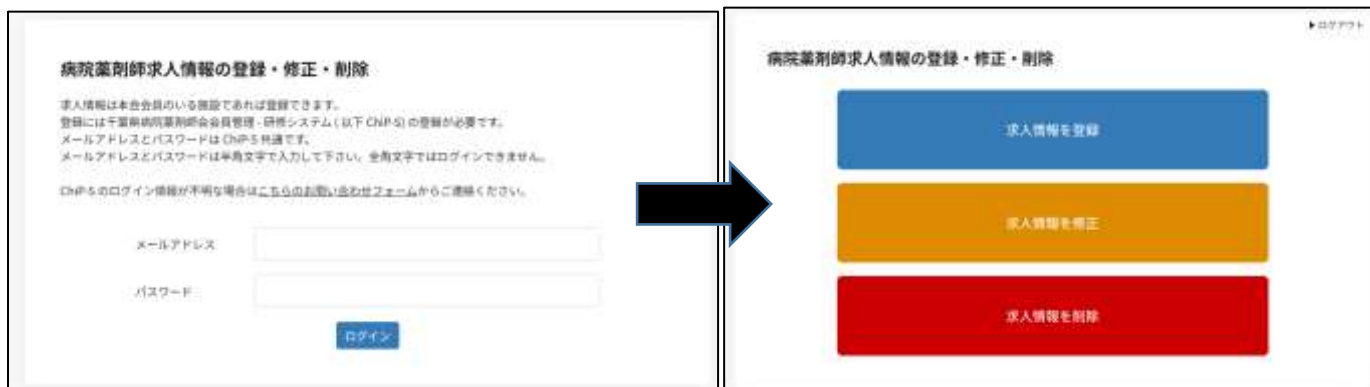 病院薬剤師求人情報の登録・修正・削除
求人情報は本会会員のいる施設であれば登録できます。
登録には千葉県病院薬剤師会会員管理・研修システム(以下 ChiP-S) の登録が必要です。
メールアドレスとパスワードは ChiP-S 共通です。
メールアドレスとパスワードは半角文字で入力して下さい。全角文字ではログインできません。
ChiP-S のログイン情報が不明な場合はこちらのお問い合わせフォームからご連絡ください。
メールアドレス
パスワード
ログイン
▶ログアウト
病院薬剤師求人情報の登録・修正・削除
求人情報を登録
求人情報を修正
求人情報を削除